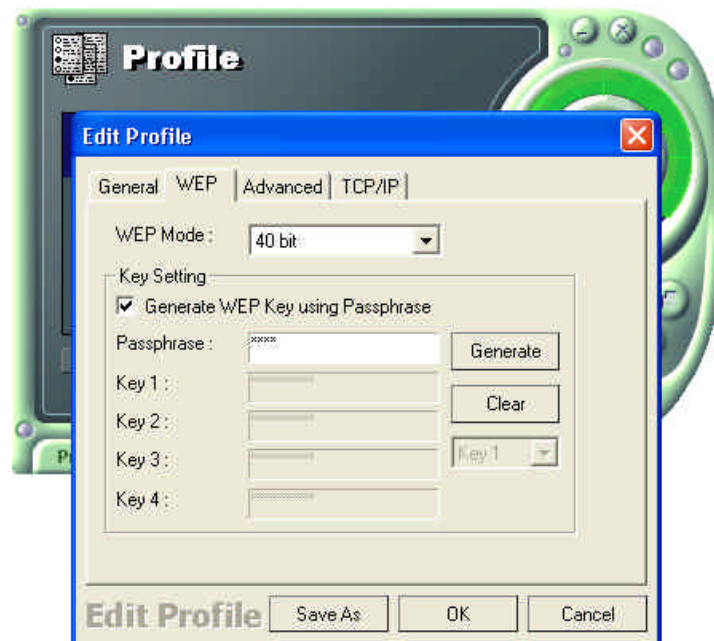 Profile
Edit Profile
General WEP Advanced TCP/IP
WEP Mode : 40 bit
Key Setting
Generate WEP Key using Passphrase
Passphrase : **** Generate
Key 1 : **********
Key 2 : ********** Clear
Key 3 : ********** Key 1
Key 4 : **********
Edit Profile Save As OK Cancel